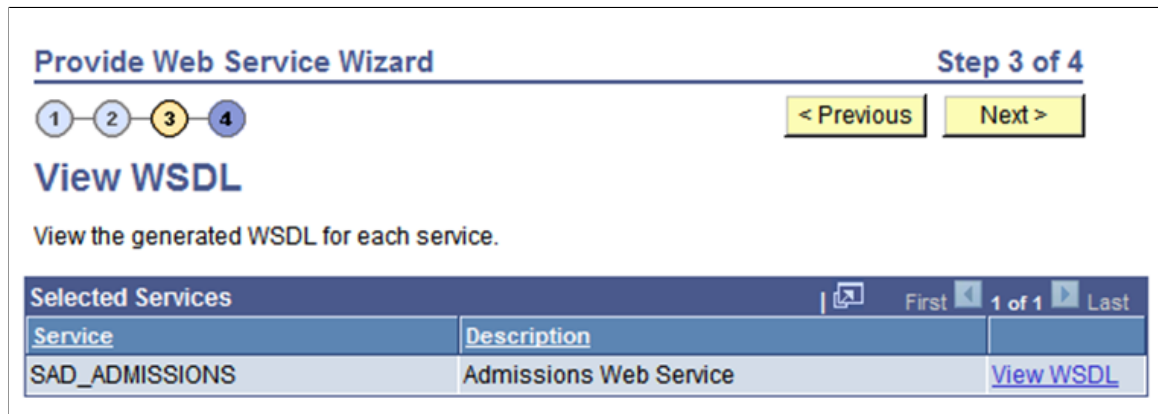 Provide Web Service Wizard Step 3 of 4
1 2 3 4 < Previous Next >
View WSDL
View the generated WSDL for each service.
Selected Services | First 1 of 1 Last
Service Description
SAD_ADMISSIONS Admissions Web Service View WSDL